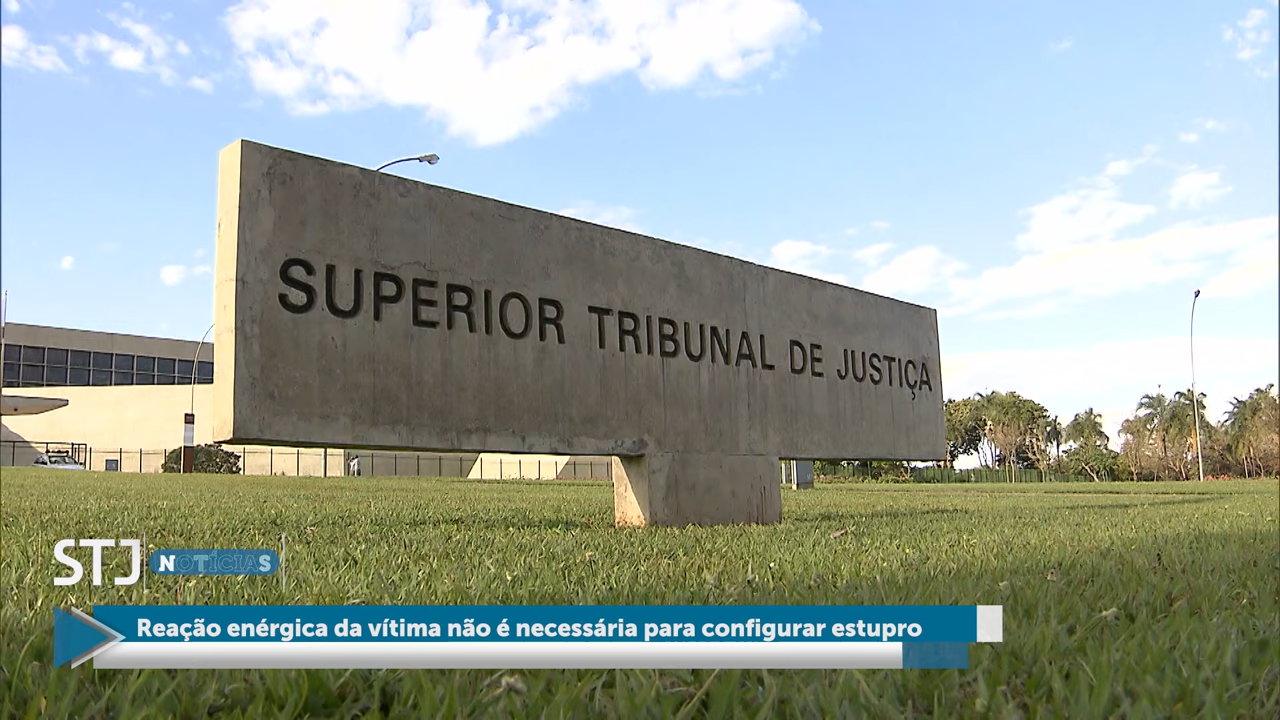 SUPERIOR TRIBUNAL DE JUSTIÇA
STJ NOTÍCIAS
Reação enérgica da vítima não é necessária para configurar estupro